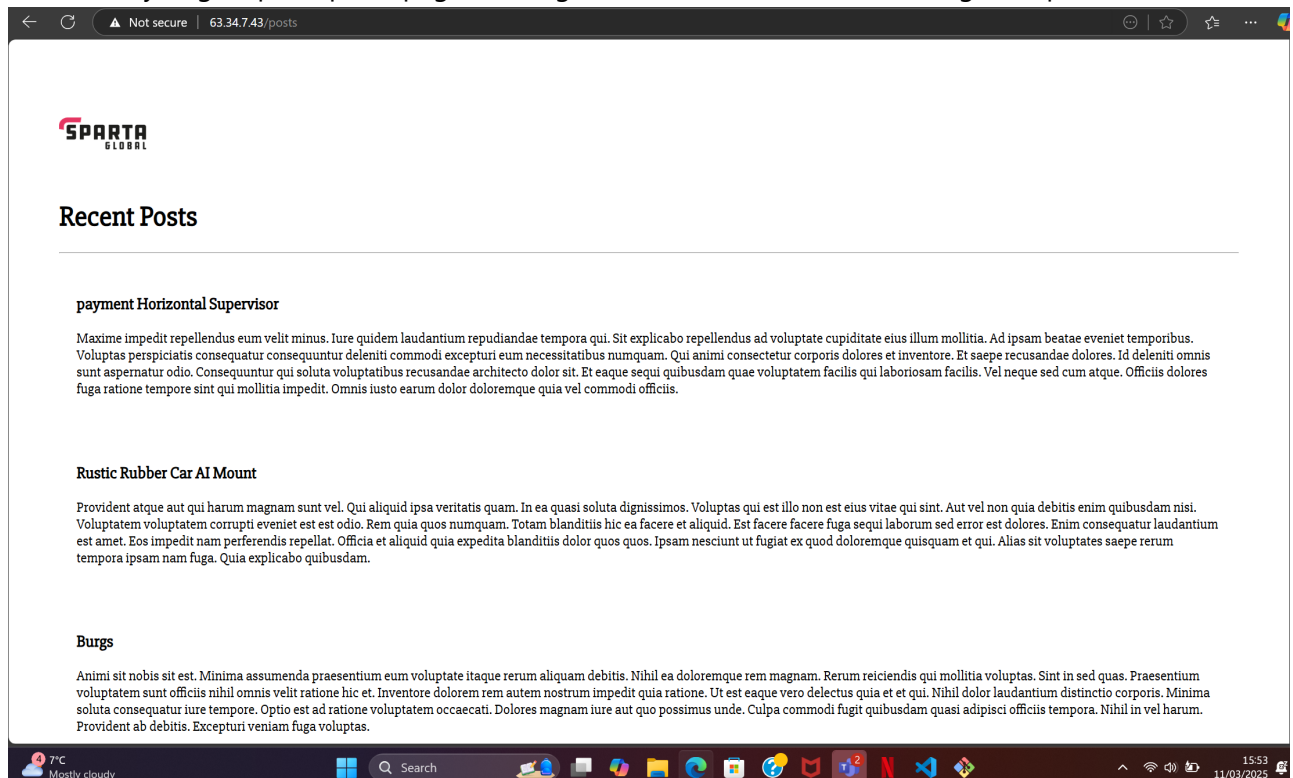 Not secure | 63.34.7.43/posts
SPARTA
GLOBAL
Recent Posts
payment Horizontal Supervisor
Maxime impedit repellendus eum velit minus. Iure quidem laudantium repudiandae tempora qui. Sit explicabo repellendus ad voluptate cupiditate eius illum mollitia. Ad ipsam beatae eveniet temporibus.
Voluptas perspiciatis consequatur consequuntur deleniti commodi excepturi eum necessitatibus numquam. Qui animi consectetur corporis dolores et inventore. Et saepe recusandae dolores. Id deleniti omnis
sunt aspernatur odio. Consequuntur qui soluta voluptatibus recusandae architecto dolor sit. Et eaque sequi quibusdam quae voluptatem facilis qui laboriosam facilis. Vel neque sed cum atque. Officiis dolores
fuga ratione tempore sint qui mollitia impedit. Omnis iusto earum dolor doloremque quia vel commodi officiis.
Rustic Rubber Car AI Mount
Provident atque aut qui harum magnam sunt vel. Qui aliquid ipsa veritatis quam. In ea quasi soluta dignissimos. Voluptas qui est illo non est eius vitae qui sint. Aut vel non quia debitis enim quibusdam nisi.
Voluptatem voluptatem corrupti eveniet est est odio. Rem quia quos numquam. Totam blanditiis hic ea facere et aliquid. Est facere facere fuga sequi laborum sed error est dolores. Enim consequatur laudantium
est amet. Eos impedit nam perferendis repellat. Officia et aliquid quia expedita blanditiis dolor quos quos. Ipsam nesciunt ut fugiat ex quod doloremque quisquam et qui. Alias sit voluptates saepe rerum
tempora ipsam nam fuga. Quia explicabo quibusdam.
Burgs
Animi sit nobis sit est. Minima assumenda praesentium eum voluptate itaque rerum aliquam debitis. Nihil ea doloremque rem magnam. Rerum reiciendis qui mollitia voluptas. Sint in sed quas. Praesentium
voluptatem sunt officiis nihil omnis velit ratione hic et. Inventore dolorem rem autem nostrum impedit quia ratione. Ut est eaque vero delectus quia et et qui. Nihil dolor laudantium distinctio corporis. Minima
soluta consequatur iure tempore. Optio est ad ratione voluptatem occaecati. Dolores magnam iure aut quo possimus unde. Culpa commodi fugit quibusdam quasi adipisci officiis tempora. Nihil in vel harum.
Provident ab debitis. Excepturi veniam fuga voluptas.
4 7°C
Mostly cloudy
Search
2
15:53
11/03/2025